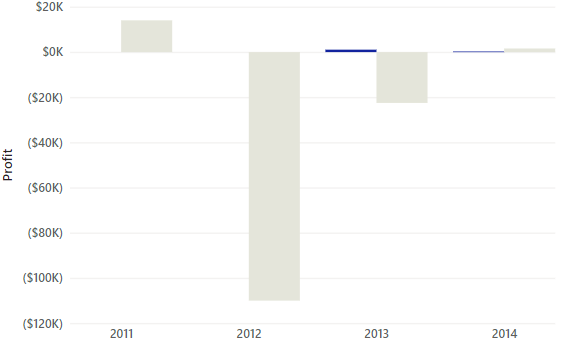 $20K
$0K
($20K)
($40K)
($60K)
($80K)
($100K)
($120K)
Profit
2011 2012 2013 2014